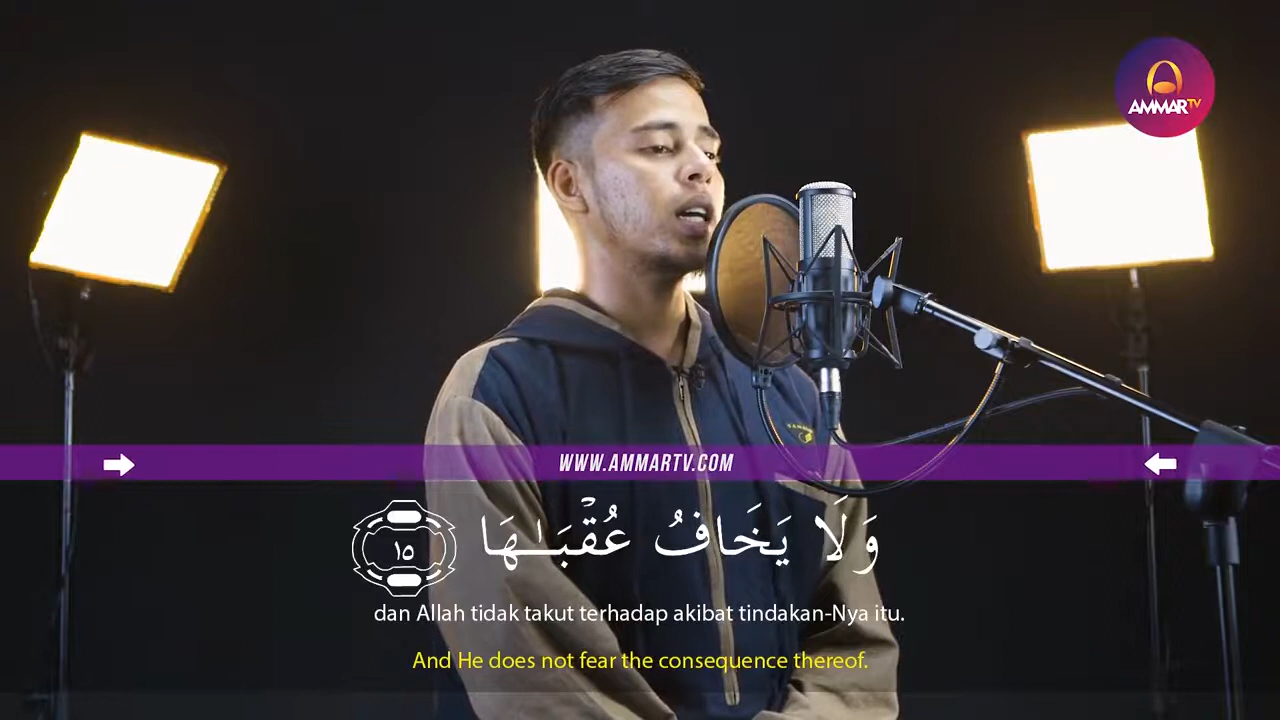 AMMARTV
WWW.AMMARTV.COM
وَلَا يَخَافُ عُقْبَـٰهَا ١٥
dan Allah tidak takut terhadap akibat tindakan-Nya itu.
And He does not fear the consequence thereof.